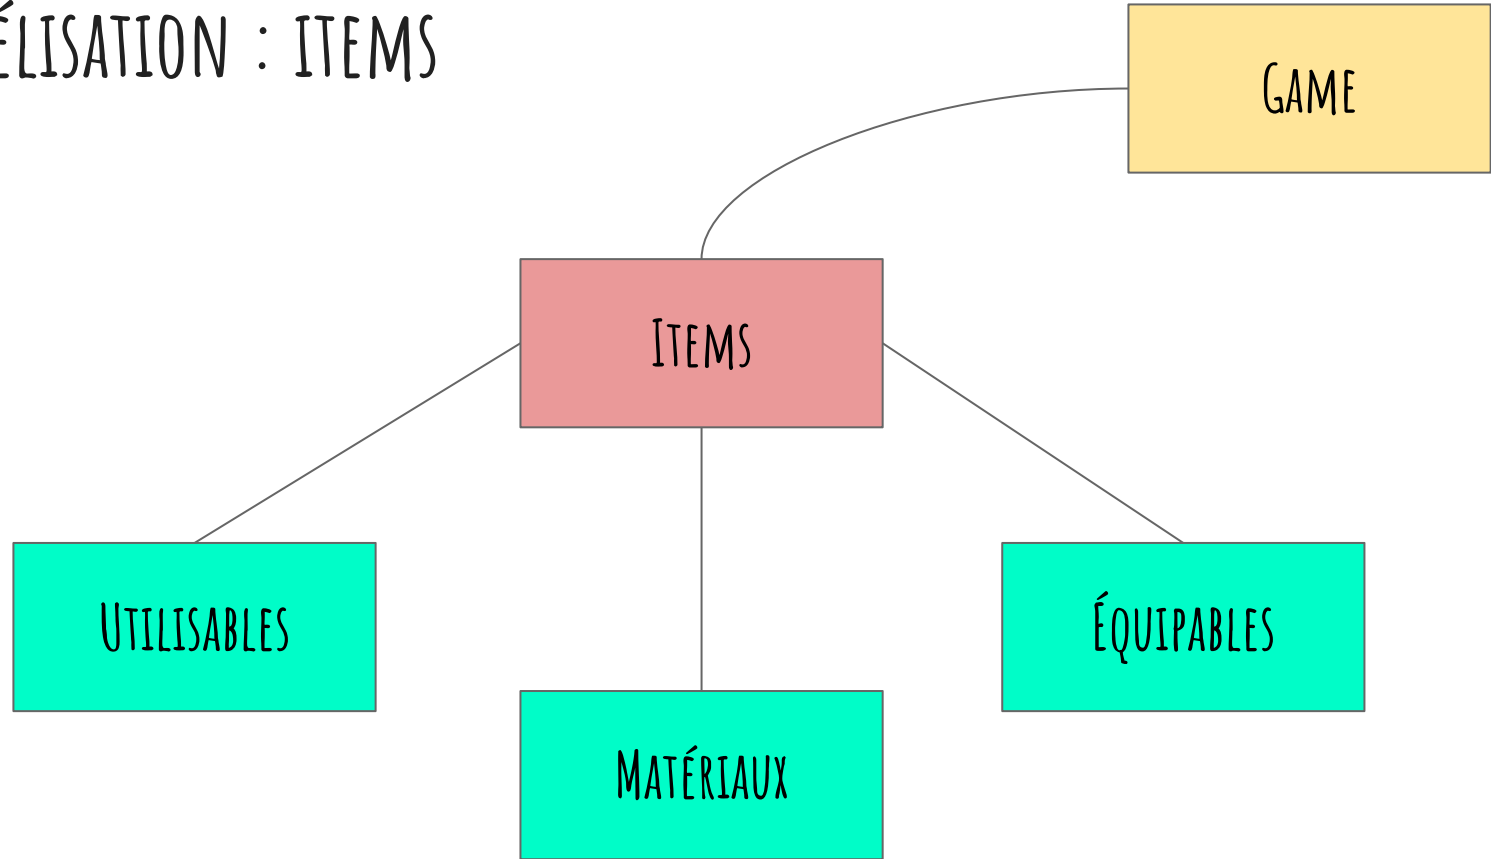 élisation : items
Game
Items
Utilisables
Équipables
Matériaux